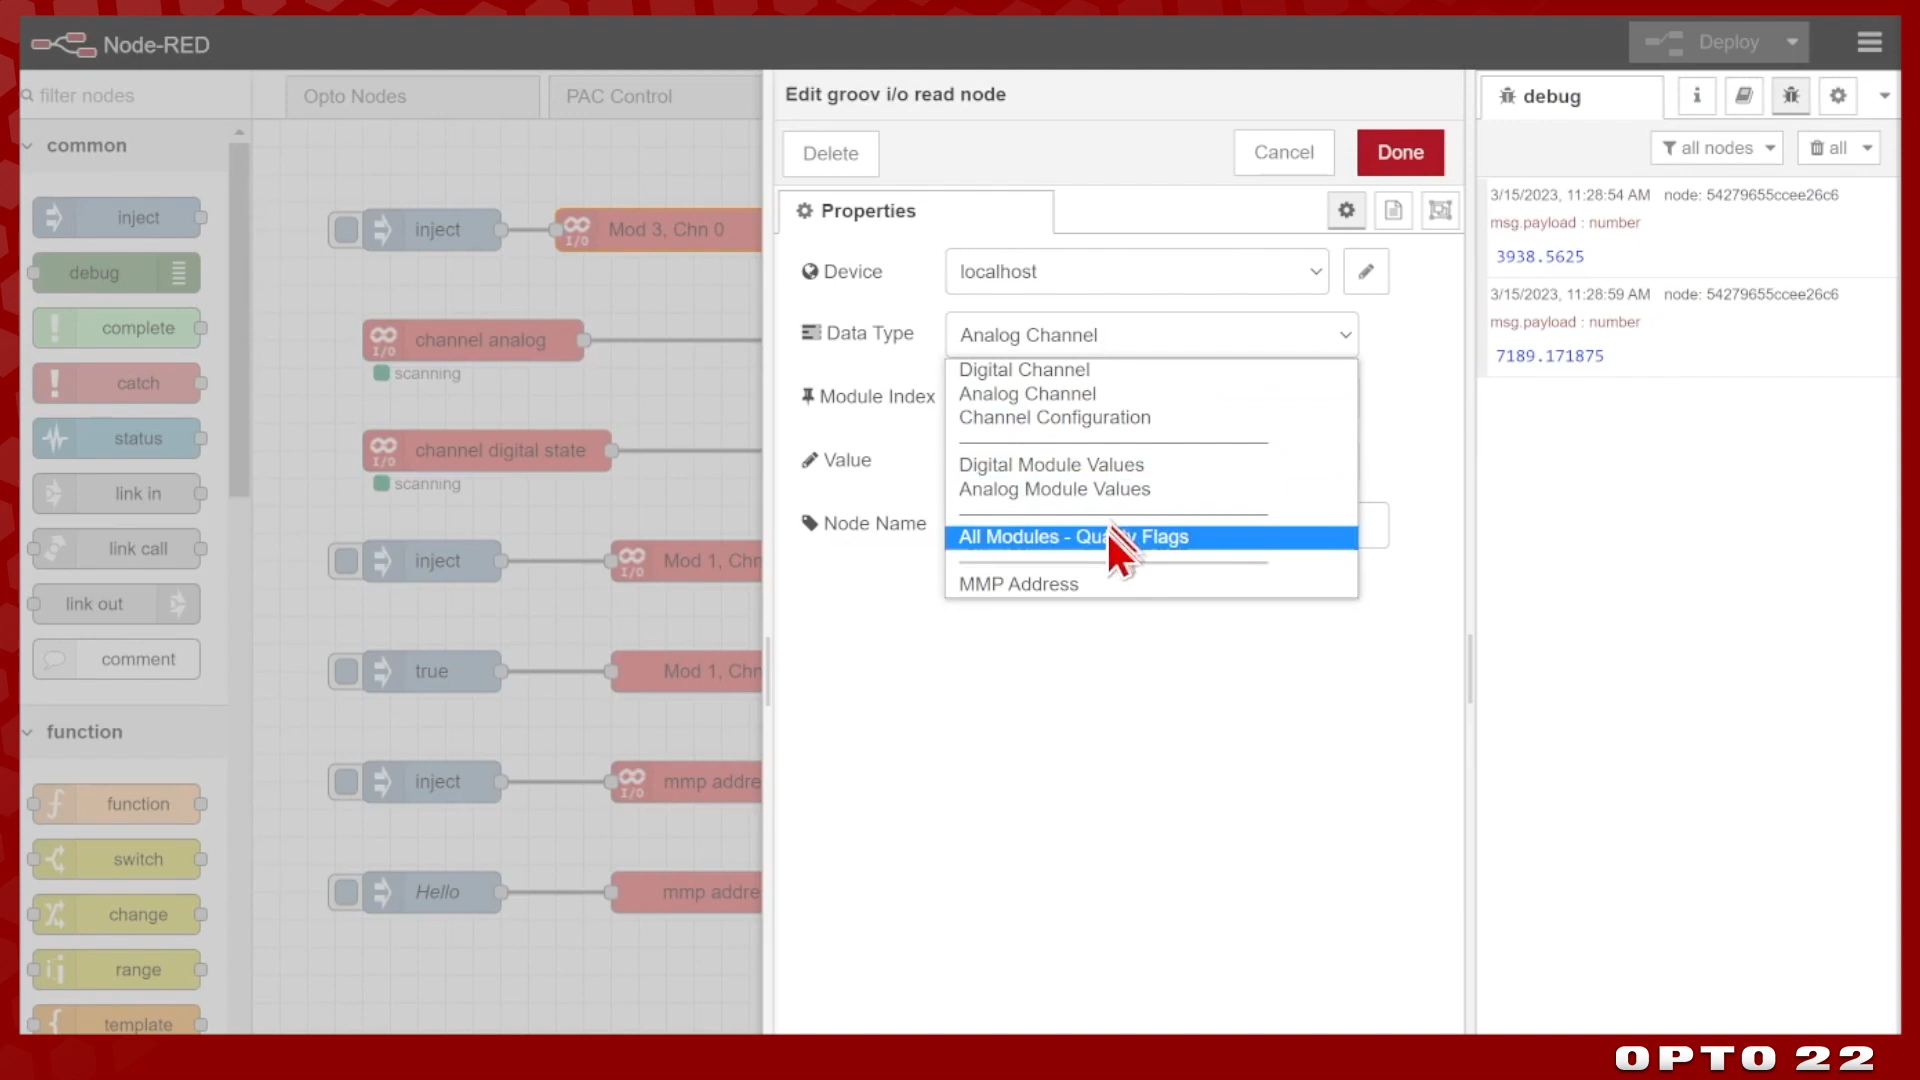 Node-RED
Deploy
filter nodes
Opto Nodes
PAC Control
Edit groov i/o read node
debug
i
common
Delete
Cancel
Done
all nodes
all
inject
debug
complete
catch
status
link in
link call
link out
comment
function
function
switch
change
range
template
inject
I/O
Mod 3, Chn 0
I/O
channel analog
scanning
I/O
channel digital state
scanning
inject
I/O
Mod 1, Chn
true
Mod 1, Chn
inject
I/O
mmp addre
Hello
mmp addre
Properties
Device
localhost
Data Type
Analog Channel
Digital Channel
Analog Channel
Channel Configuration
Digital Module Values
Analog Module Values
All Modules - Quality Flags
MMP Address
Module Index
Value
Node Name
3/15/2023, 11:28:54 AM node: 54279655ccee26c6
msg.payload : number
3938.5625
3/15/2023, 11:28:59 AM node: 54279655ccee26c6
msg.payload : number
7189.171875
OPTO 22